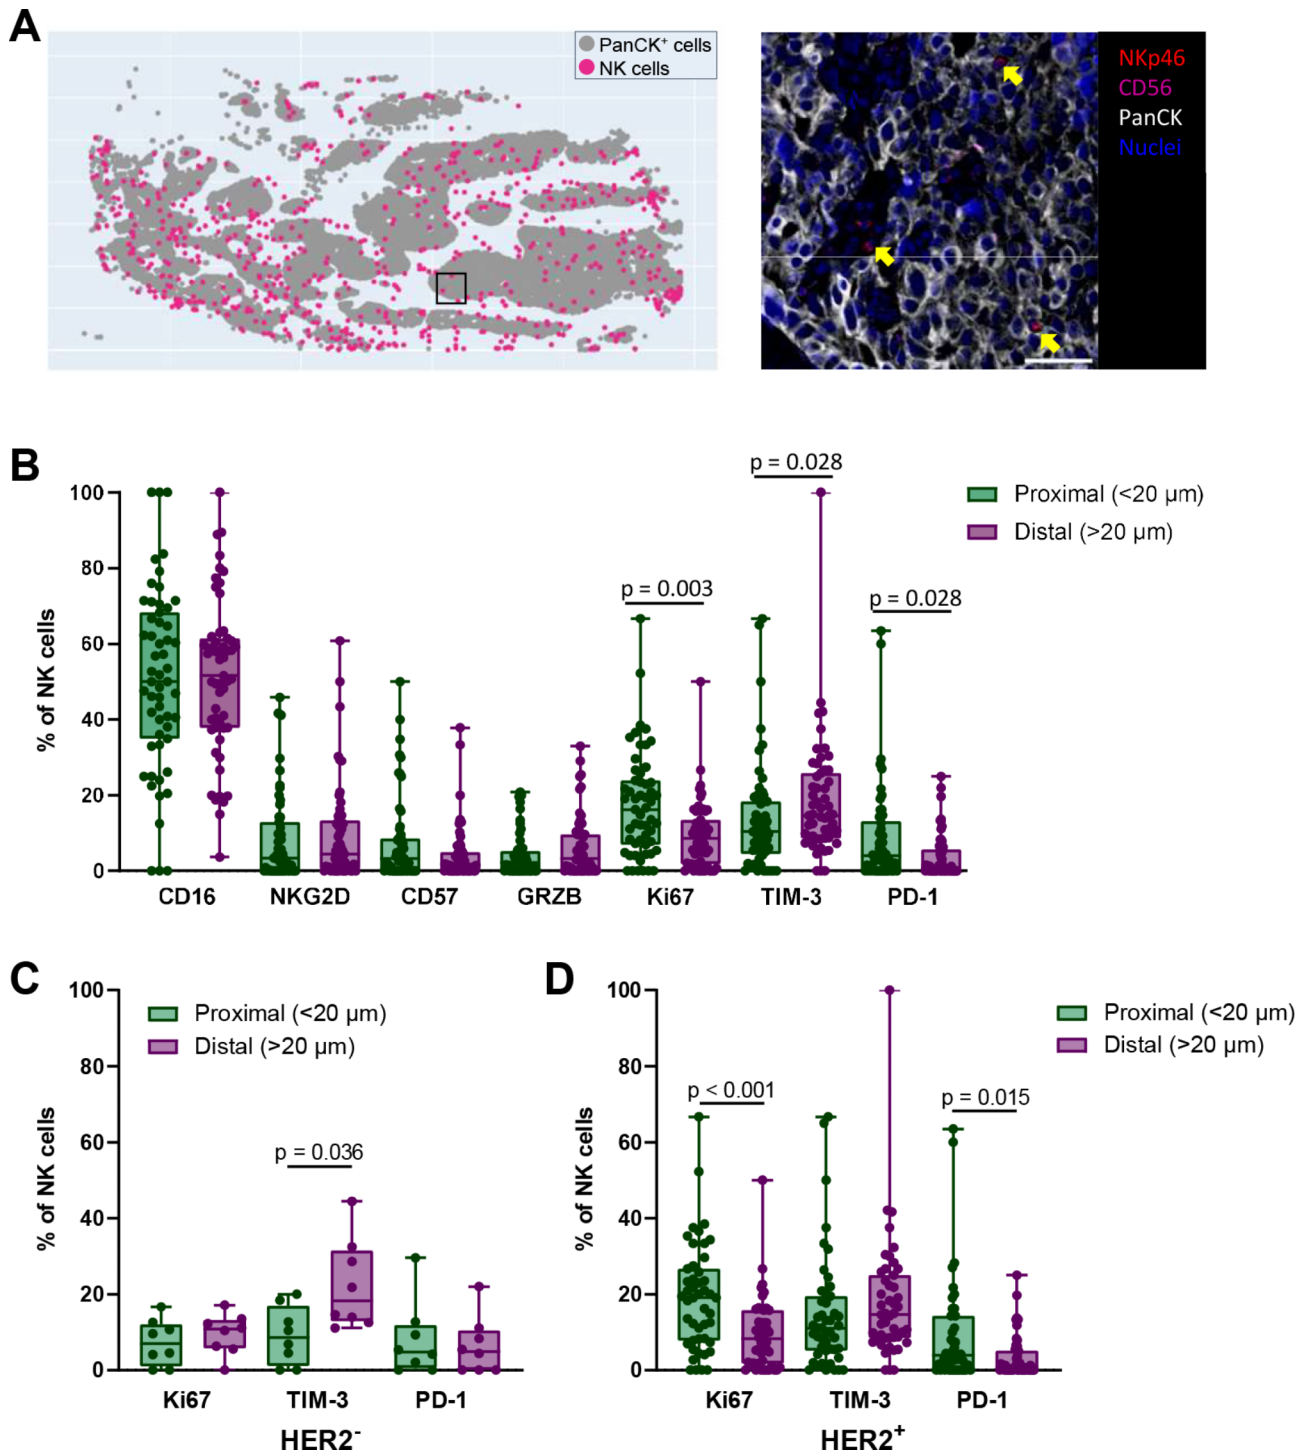 A
PanCK⁺ cells
NK cells
NKp46
CD56
PanCK
Nuclei
B
p = 0.003
p = 0.028
p = 0.028
Proximal (<20 µm)
Distal (>20 µm)
% of NK cells
100
80
60
40
20
0
CD16 NKG2D CD57 GRZB Ki67 TIM-3 PD-1
C
Proximal (<20 µm)
Distal (>20 µm)
% of NK cells
100
80
60
40
20
0
p = 0.036
Ki67 TIM-3 PD-1
HER2⁻
D
Proximal (<20 µm)
Distal (>20 µm)
% of NK cells
100
80
60
40
20
0
p < 0.001
p = 0.015
Ki67 TIM-3 PD-1
HER2⁺